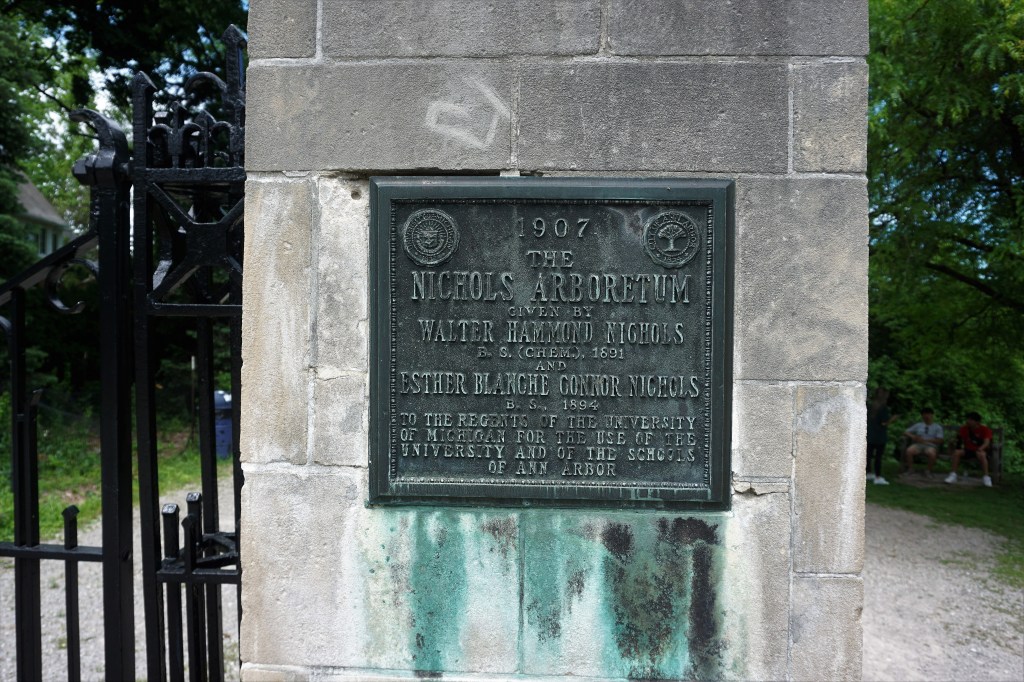 1907
THE
NICHOLS ARBORETUM
GIVEN BY
WALTER HAMMOND NICHOLS
B. S. (CHEM.), 1891
AND
ESTHER BLANCHE CONNOR NICHOLS
B. S., 1894
TO THE REGENTS OF THE UNIVERSITY
OF MICHIGAN FOR THE USE OF THE
UNIVERSITY AND OF THE SCHOOLS
OF ANN ARBOR